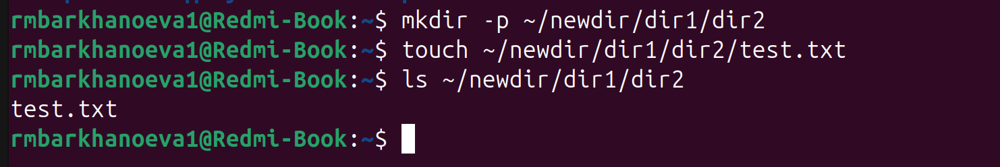 rmbarkhanoeva1@Redmi-Book:~$ mkdir -p ~/newdir/dir1/dir2
rmbarkhanoeva1@Redmi-Book:~$ touch ~/newdir/dir1/dir2/test.txt
rmbarkhanoeva1@Redmi-Book:~$ ls ~/newdir/dir1/dir2
test.txt
rmbarkhanoeva1@Redmi-Book:~$